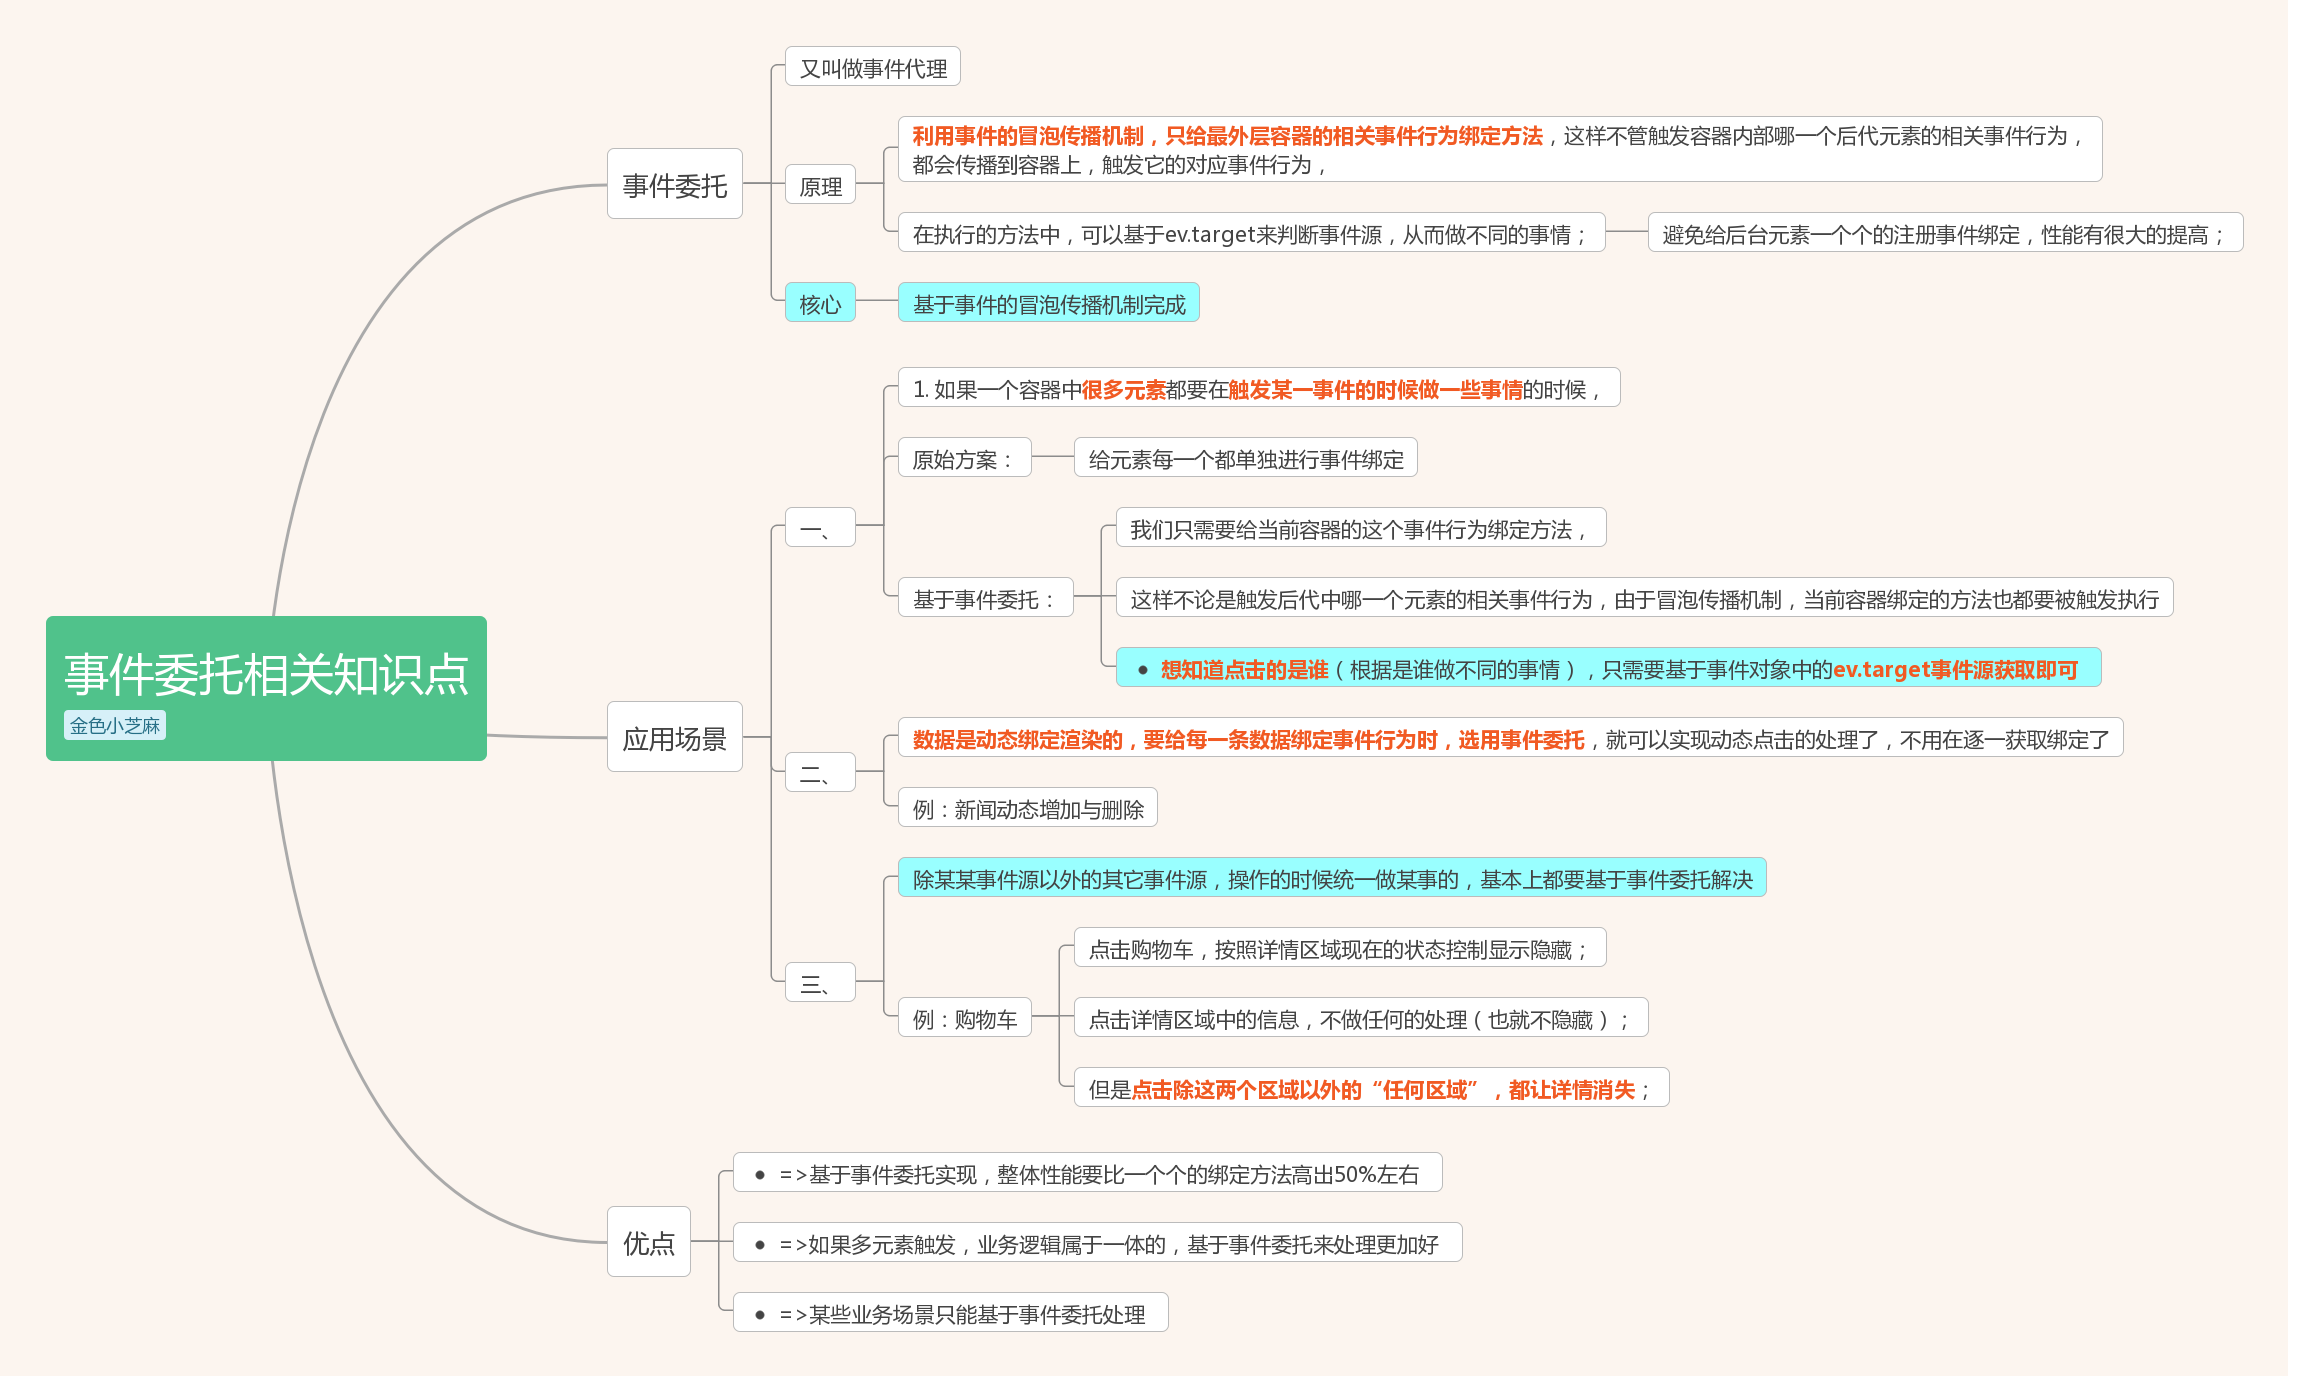 事件委托相关知识点
金色小芝麻
事件委托
又叫做事件代理
原理
利用事件的冒泡传播机制，只给最外层容器的相关事件行为绑定方法，这样不管触发容器内部哪一个后代元素的相关事件行为，
都会传播到容器上，触发它的对应事件行为，
在执行的方法中，可以基于ev.target来判断事件源，从而做不同的事情；
避免给后台元素一个个的注册事件绑定，性能有很大的提高；
核心
基于事件的冒泡传播机制完成
应用场景
一、
1. 如果一个容器中很多元素都要在触发某一事件的时候做一些事情的时候，
原始方案：
给元素每一个都单独进行事件绑定
基于事件委托：
我们只需要给当前容器的这个事件行为绑定方法，
这样不论是触发后代中哪一个元素的相关事件行为，由于冒泡传播机制，当前容器绑定的方法也都要被触发执行
• 想知道点击的是谁（根据是谁做不同的事情），只需要基于事件对象中的ev.target事件源获取即可
二、
数据是动态绑定渲染的，要给每一条数据绑定事件行为时，选用事件委托，就可以实现动态点击的处理了，不用在逐一获取绑定了
例：新闻动态增加与删除
三、
除某某事件源以外的其它事件源，操作的时候统一做某事的，基本上都要基于事件委托解决
例：购物车
点击购物车，按照详情区域现在的状态控制显示隐藏；
点击详情区域中的信息，不做任何的处理（也就不隐藏）；
但是点击除这两个区域以外的“任何区域”，都让详情消失；
优点
• =>基于事件委托实现，整体性能要比一个个的绑定方法高出50%左右
• =>如果多元素触发，业务逻辑属于一体的，基于事件委托来处理更加好
• =>某些业务场景只能基于事件委托处理